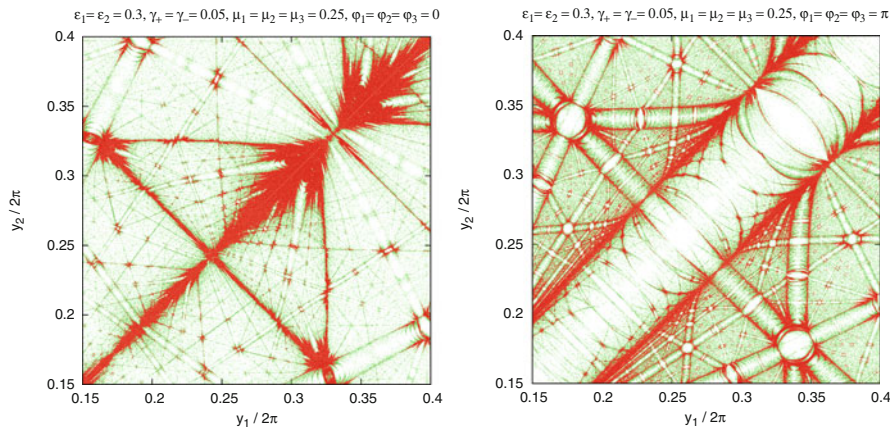 ε₁= ε₂ = 0.3, γ₊ = γ₋= 0.05, μ₁ = μ₂ = μ₃ = 0.25, φ₁= φ₂= φ₃ = 0
0.4
0.35
0.3
0.25
0.2
0.15
y₂ / 2π
0.15 0.2 0.25 0.3 0.35 0.4
y₁ / 2π
ε₁= ε₂ = 0.3, γ₊ = γ₋= 0.05, μ₁ = μ₂ = μ₃ = 0.25, φ₁= φ₂= φ₃ = π
0.4
0.35
0.3
0.25
0.2
0.15
y₂ / 2π
0.15 0.2 0.25 0.3 0.35 0.4
y₁ / 2π